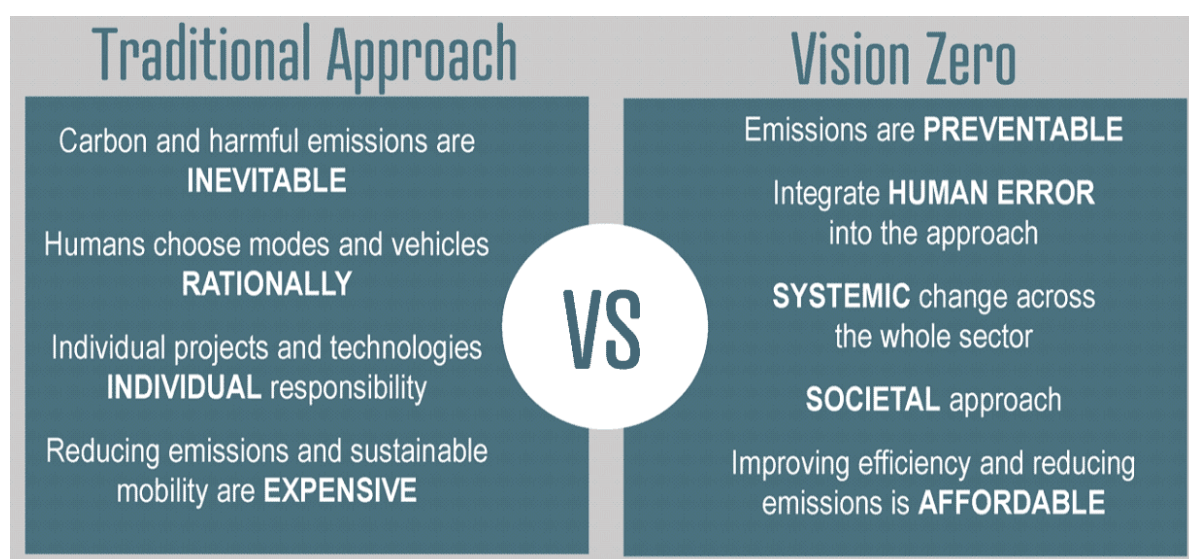 Traditional Approach
Carbon and harmful emissions are
INEVITABLE
Humans choose modes and vehicles
RATIONALLY
Individual projects and technologies
INDIVIDUAL responsibility
Reducing emissions and sustainable
mobility are EXPENSIVE
VS
Vision Zero
Emissions are PREVENTABLE
Integrate HUMAN ERROR
into the approach
SYSTEMIC change across
the whole sector
SOCIETAL approach
Improving efficiency and reducing
emissions is AFFORDABLE